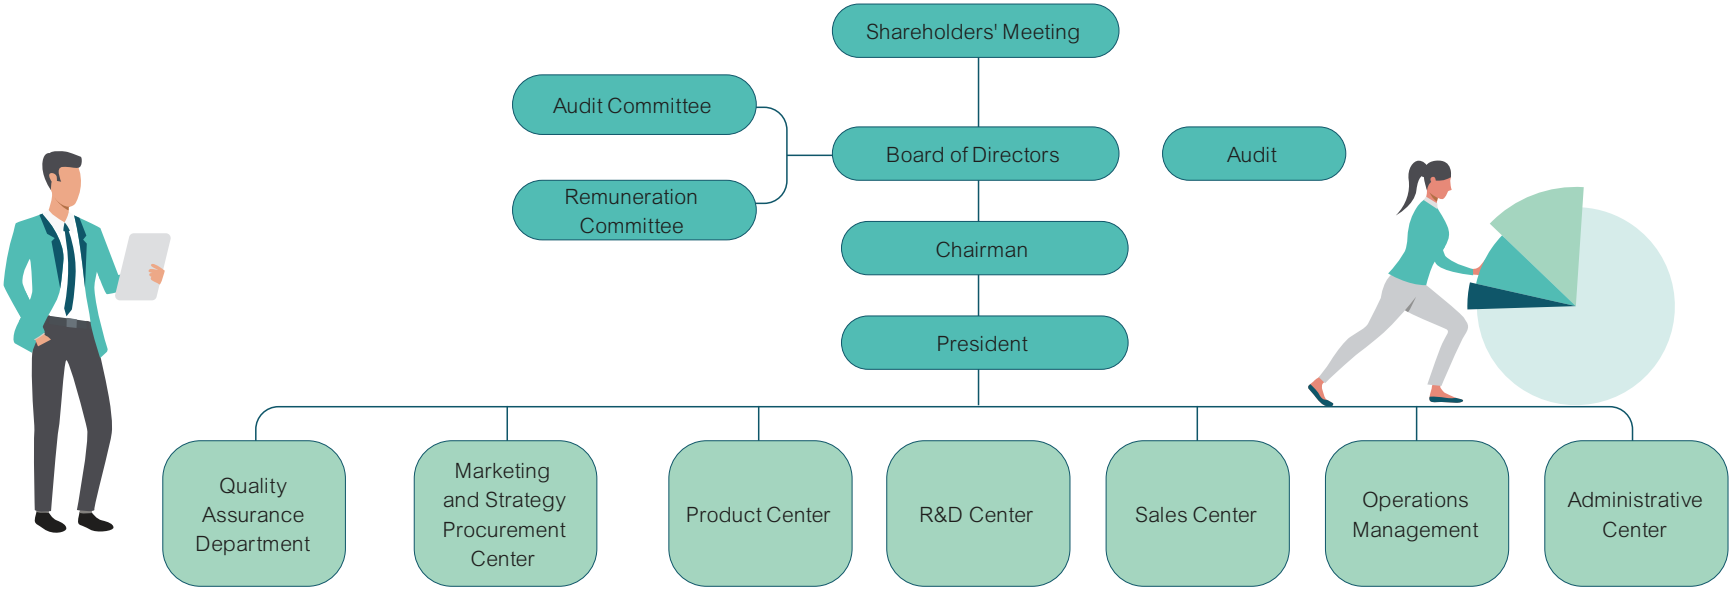 Shareholders' Meeting
Audit Committee
Board of Directors
Audit
Remuneration
Committee
Chairman
President
Quality
Assurance
Department
Marketing
and Strategy
Procurement
Center
Product Center
R&D Center
Sales Center
Operations
Management
Administrative
Center